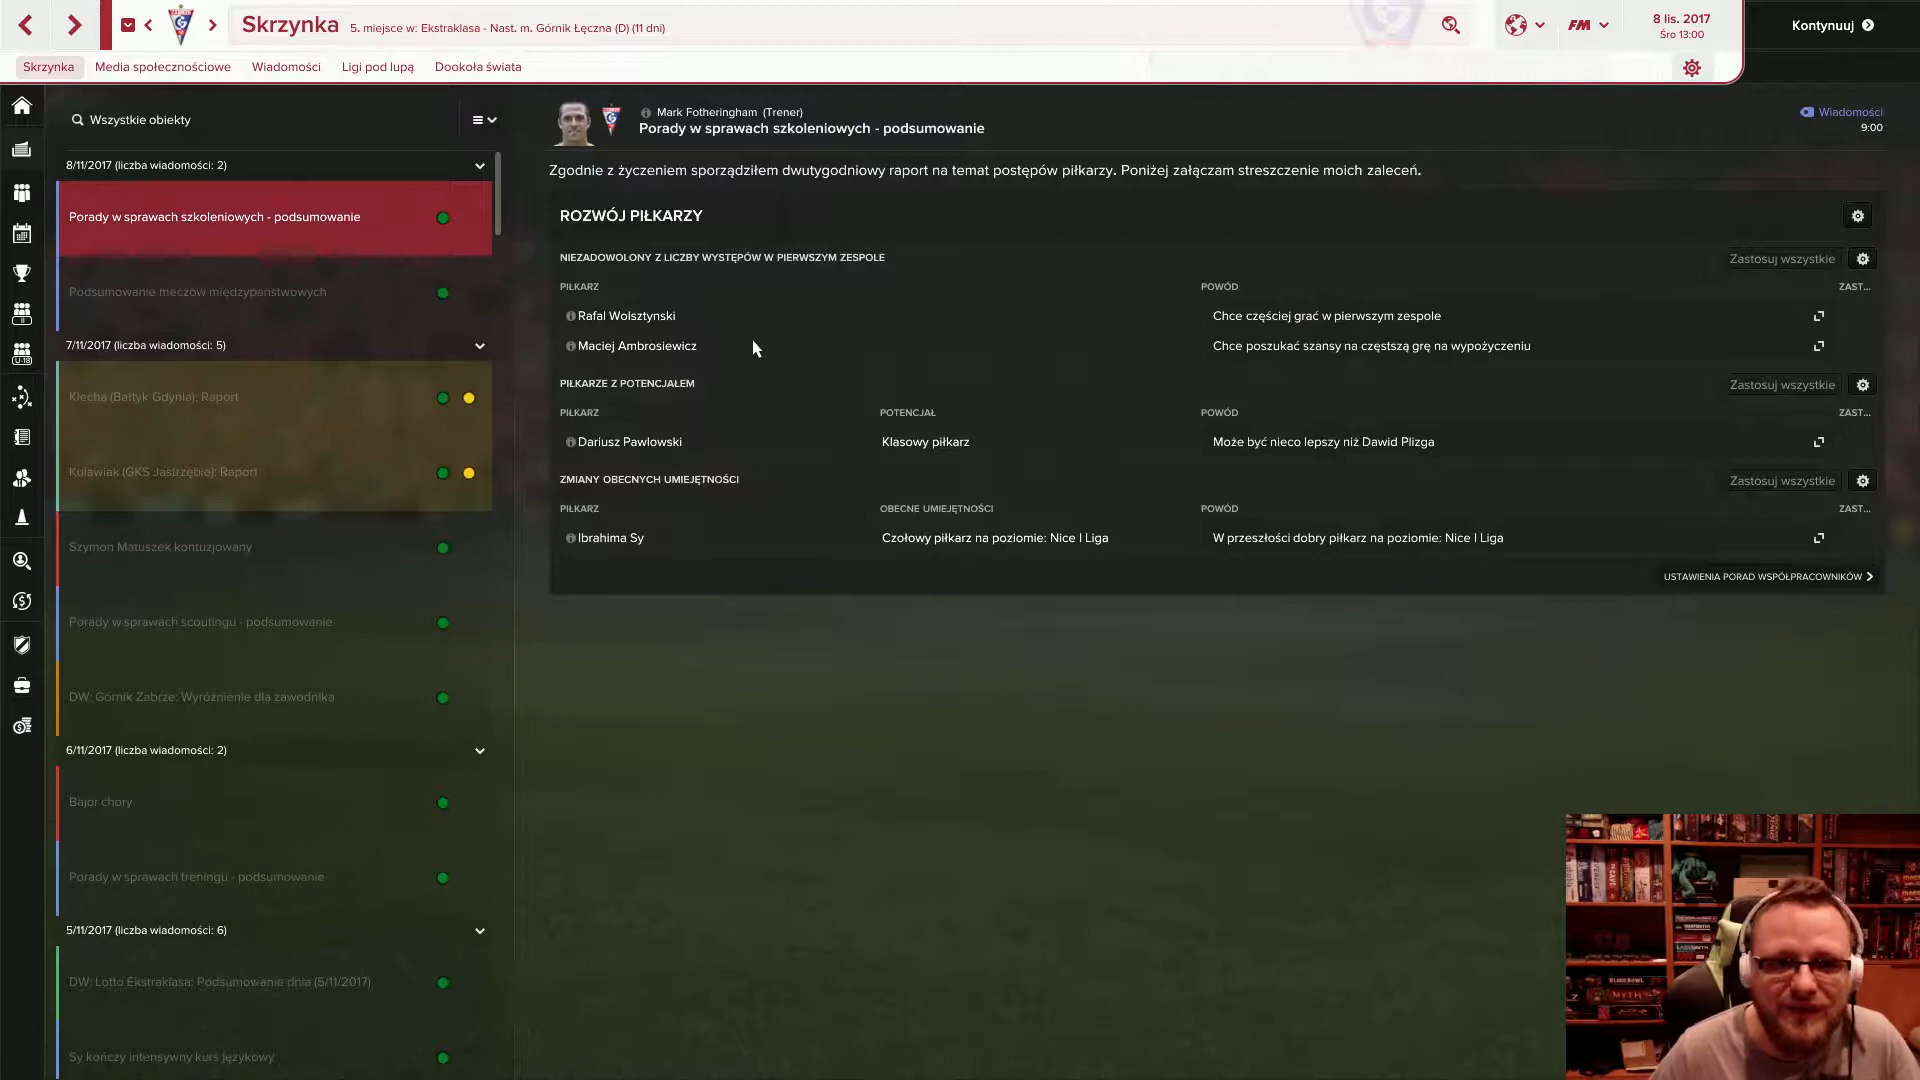 Skrzynka
5. miejsce w: Ekstraklasa - Nast. m. Górnik Łęczna (D) (11 dni)
FM
8 lis. 2017
Śro 13:00
Kontynuuj
Skrzynka
Media społecznościowe
Wiadomości
Ligi pod lupą
Dookoła świata
Wszystkie obiekty
8/11/2017 (liczba wiadomości: 2)
Porady w sprawach szkoleniowych - podsumowanie
Podsumowanie meczów międzypaństwowych
7/11/2017 (liczba wiadomości: 5)
Klecha (Bałtyk Gdynia): Raport
Kulawiak (GKS Jastrzębie): Raport
Szymon Matuszek kontuzjowany
Porady w sprawach scoutingu - podsumowanie
DW: Górnik Zabrze: Wyróżnienie dla zawodnika
6/11/2017 (liczba wiadomości: 2)
Bajor chory
Porady w sprawach treningu - podsumowanie
5/11/2017 (liczba wiadomości: 6)
DW: Lotto Ekstraklasa: Podsumowanie dnia (5/11/2017)
Sy kończy intensywny kurs językowy
Mark Fotheringham (Trener)
Porady w sprawach szkoleniowych - podsumowanie
Wiadomości
9:00
Zgodnie z życzeniem sporządziłem dwutygodniowy raport na temat postępów piłkarzy. Poniżej załączam streszczenie moich zaleceń.
ROZWÓJ PIŁKARZY
NIEZADOWOLONY Z LICZBY WYSTĘPÓW W PIERWSZYM ZESPOLE
Zastosuj wszystkie
PIŁKARZ POWÓD ZAST...
Rafal Wolsztynski Chce częściej grać w pierwszym zespole
Maciej Ambrosiewicz Chce poszukać szansy na częstszą grę na wypożyczeniu
PIŁKARZE Z POTENCJAŁEM
Zastosuj wszystkie
PIŁKARZ POTENCJAŁ POWÓD ZAST...
Dariusz Pawlowski Klasowy piłkarz Może być nieco lepszy niż Dawid Plizga
ZMIANY OBECNYCH UMIEJĘTNOŚCI
Zastosuj wszystkie
PIŁKARZ OBECNE UMIEJĘTNOŚCI POWÓD ZAST...
Ibrahima Sy Czołowy piłkarz na poziomie: Nice I Liga W przeszłości dobry piłkarz na poziomie: Nice I Liga
USTAWIENIA PORAD WSPÓŁPRACOWNIKÓW
U-18
II
BLOOD BOWL
MYTH